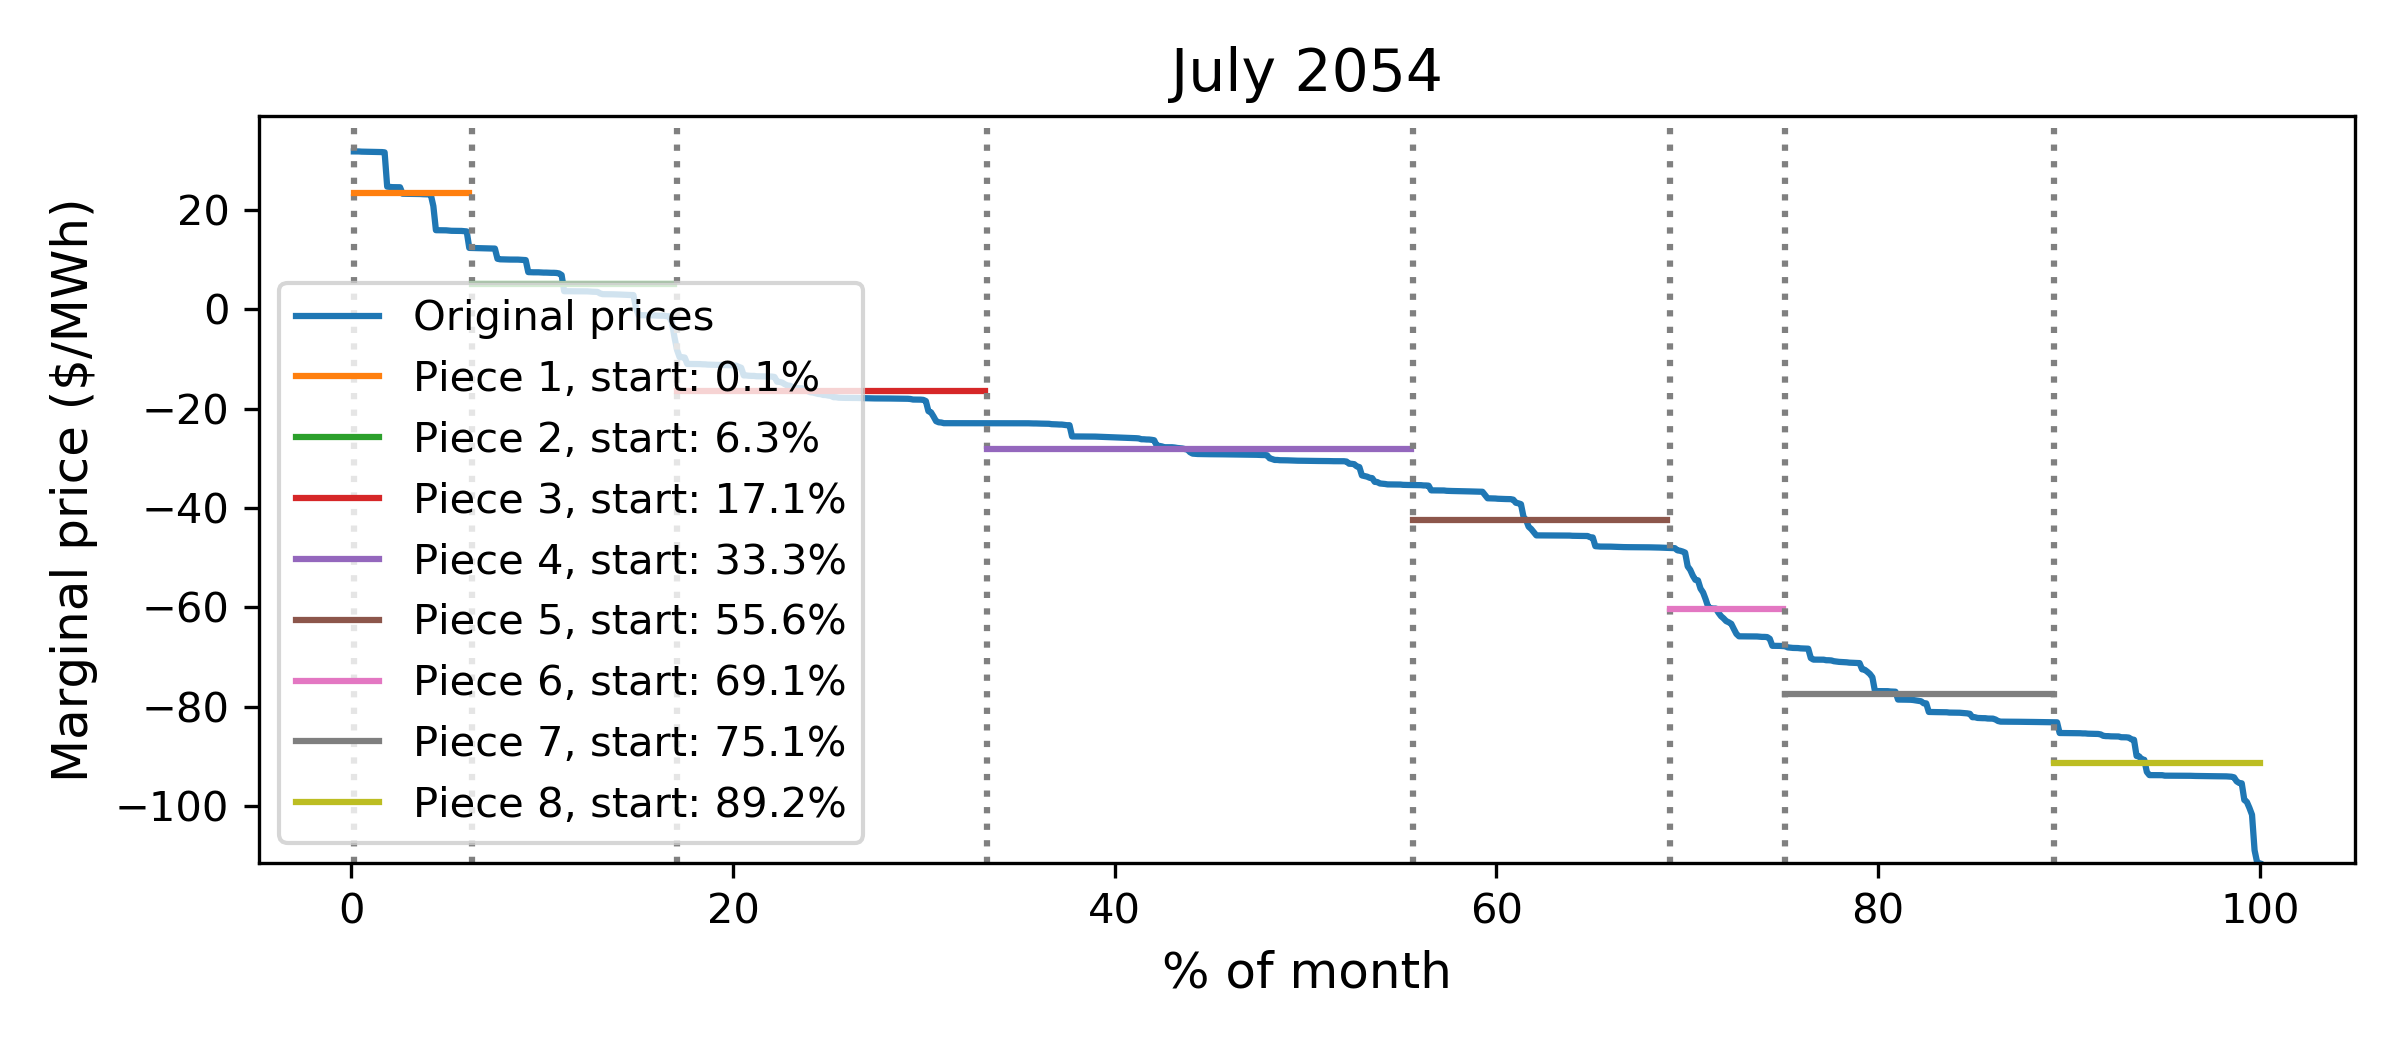 July 2054
Marginal price ($/MWh)
20
0
−20
−40
−60
−80
−100
Original prices
Piece 1, start: 0.1%
Piece 2, start: 6.3%
Piece 3, start: 17.1%
Piece 4, start: 33.3%
Piece 5, start: 55.6%
Piece 6, start: 69.1%
Piece 7, start: 75.1%
Piece 8, start: 89.2%
0 20 40 60 80 100
% of month